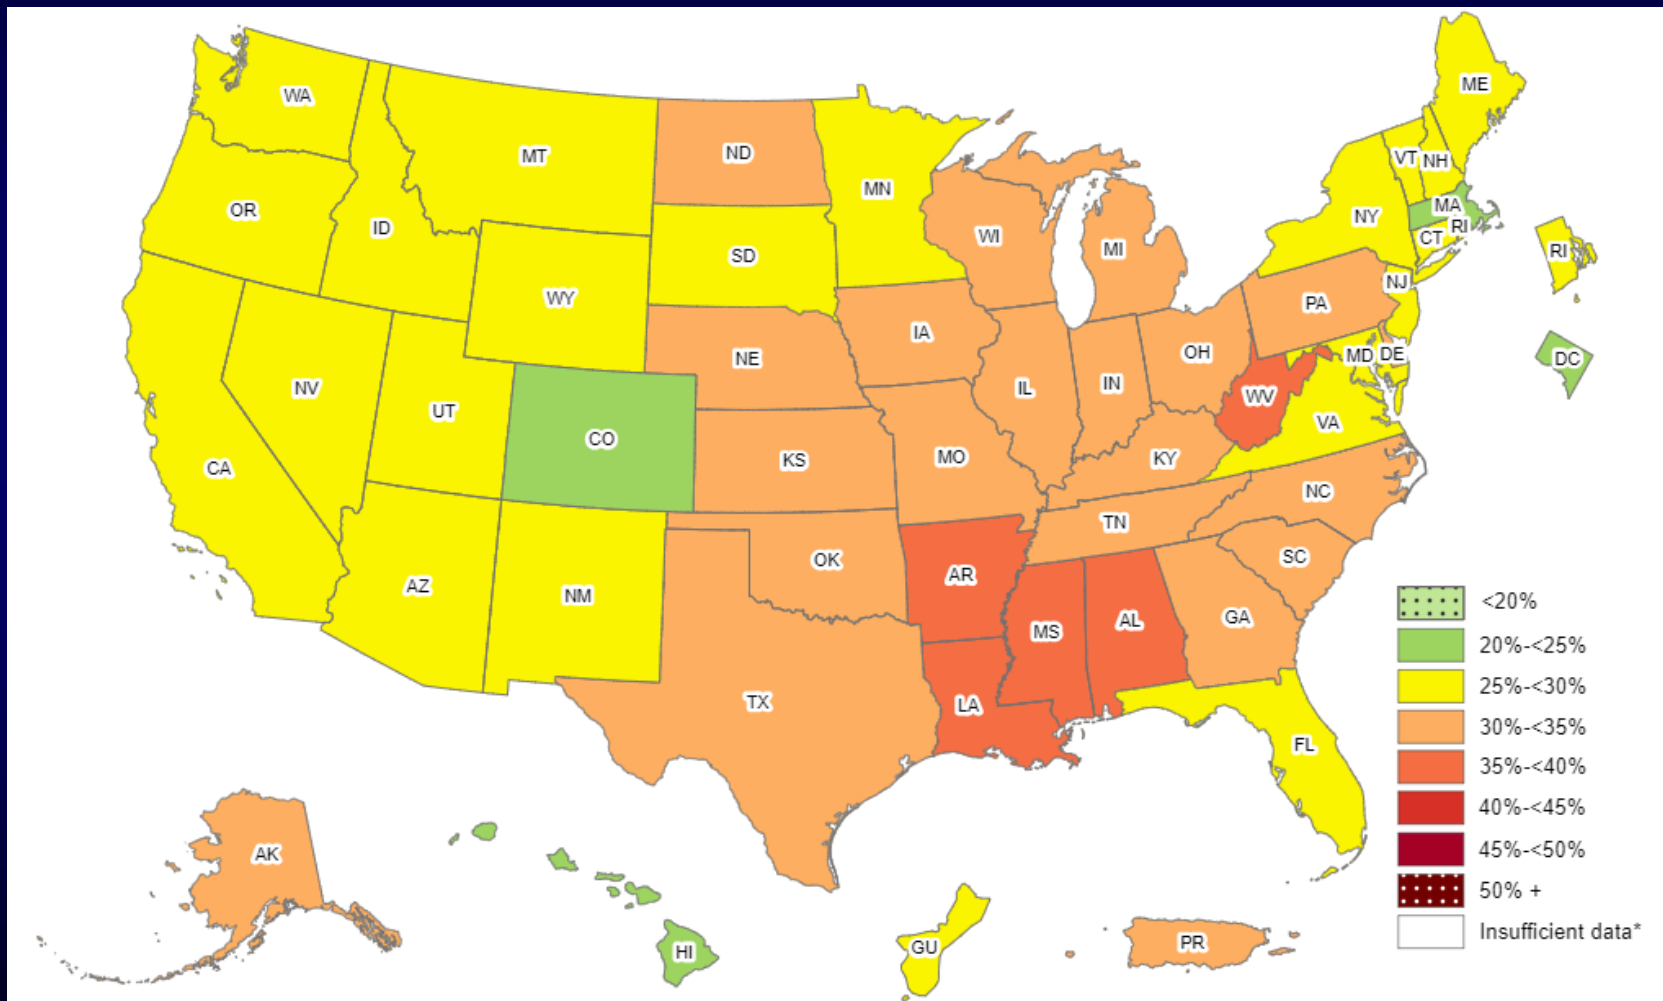 WA
MT
ND
MN
ME
VT
NH
OR
ID
SD
WI
MI
NY
MA
RI
CT
RI
WY
IA
NE
PA
NJ
NV
UT
CO
IL
IN
OH
MD
DE
DC
WV
VA
CA
KS
MO
KY
NC
TN
AZ
NM
OK
AR
SC
MS
AL
GA
TX
LA
FL
AK
HI
GU
PR
<20%
20%-<25%
25%-<30%
30%-<35%
35%-<40%
40%-<45%
45%-<50%
50% +
Insufficient data*